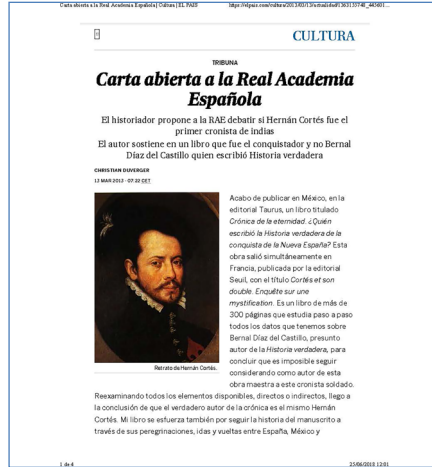 Carta abierta a la Real Academia Española | Cultura | EL PAÍS
CULTURA
TRIBUNA
Carta abierta a la Real Academia
Española
El historiador propone a la RAE debatir si Hernán Cortés fue el
primer cronista de indias
El autor sostiene en un libro que fue el conquistador y no Bernal
Díaz del Castillo quien escribió Historia verdadera
CHRISTIAN DUVERGER
13 MAR 2013 - 07:22 CET
Acabo de publicar en México, en la
editorial Taurus, un libro titulado
Crónica de la eternidad. ¿Quién
escribió la Historia verdadera de la
conquista de la Nueva España? Esta
obra salió simultáneamente en
Francia, publicada por la editorial
Seuil, con el título Cortés et son
double. Enquête sur une
mystification. Es un libro de más de
300 páginas que estudia paso a paso
todos los datos que tenemos sobre
Bernal Díaz del Castillo, presunto
autor de la Historia verdadera, para
concluir que es imposible seguir
considerando como autor de esta
obra maestra a este cronista soldado.
Retrato de Hernán Cortés.
Reexaminando todos los elementos disponibles, directos o indirectos, llego a
la conclusión de que el verdadero autor de la crónica es el mismo Hernán
Cortés. Mi libro se esfuerza también por seguir la historia del manuscrito a
través de sus peregrinaciones, idas y vueltas entre España, México y
1 de 4
25/06/2018 12:01